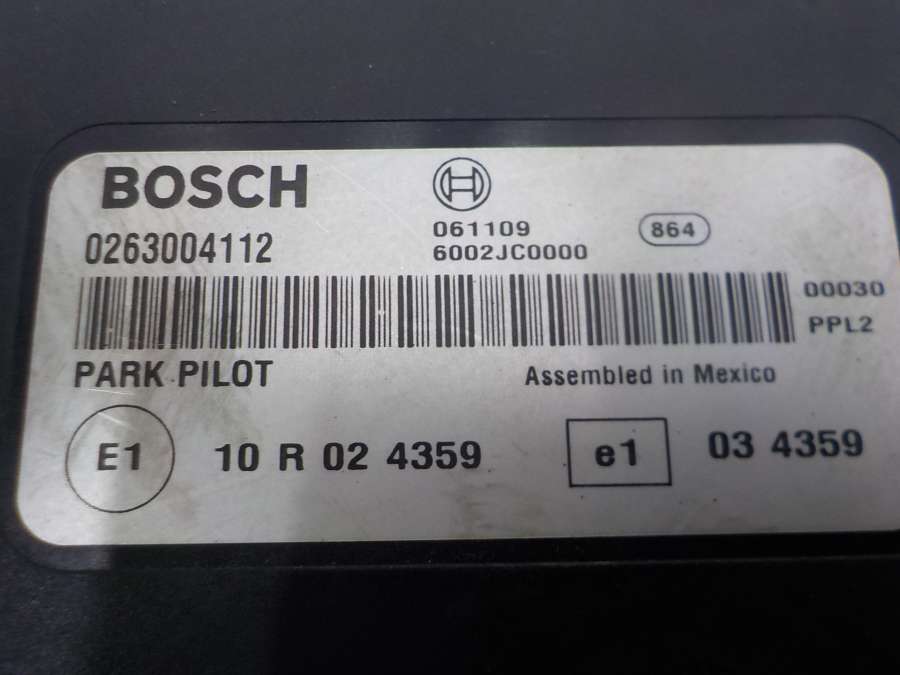 BOSCH
0263004112
061109
6002JC0000
864
00030
PPL2
PARK PILOT
Assembled in Mexico
E1 10 R 02 4359
e1 03 4359